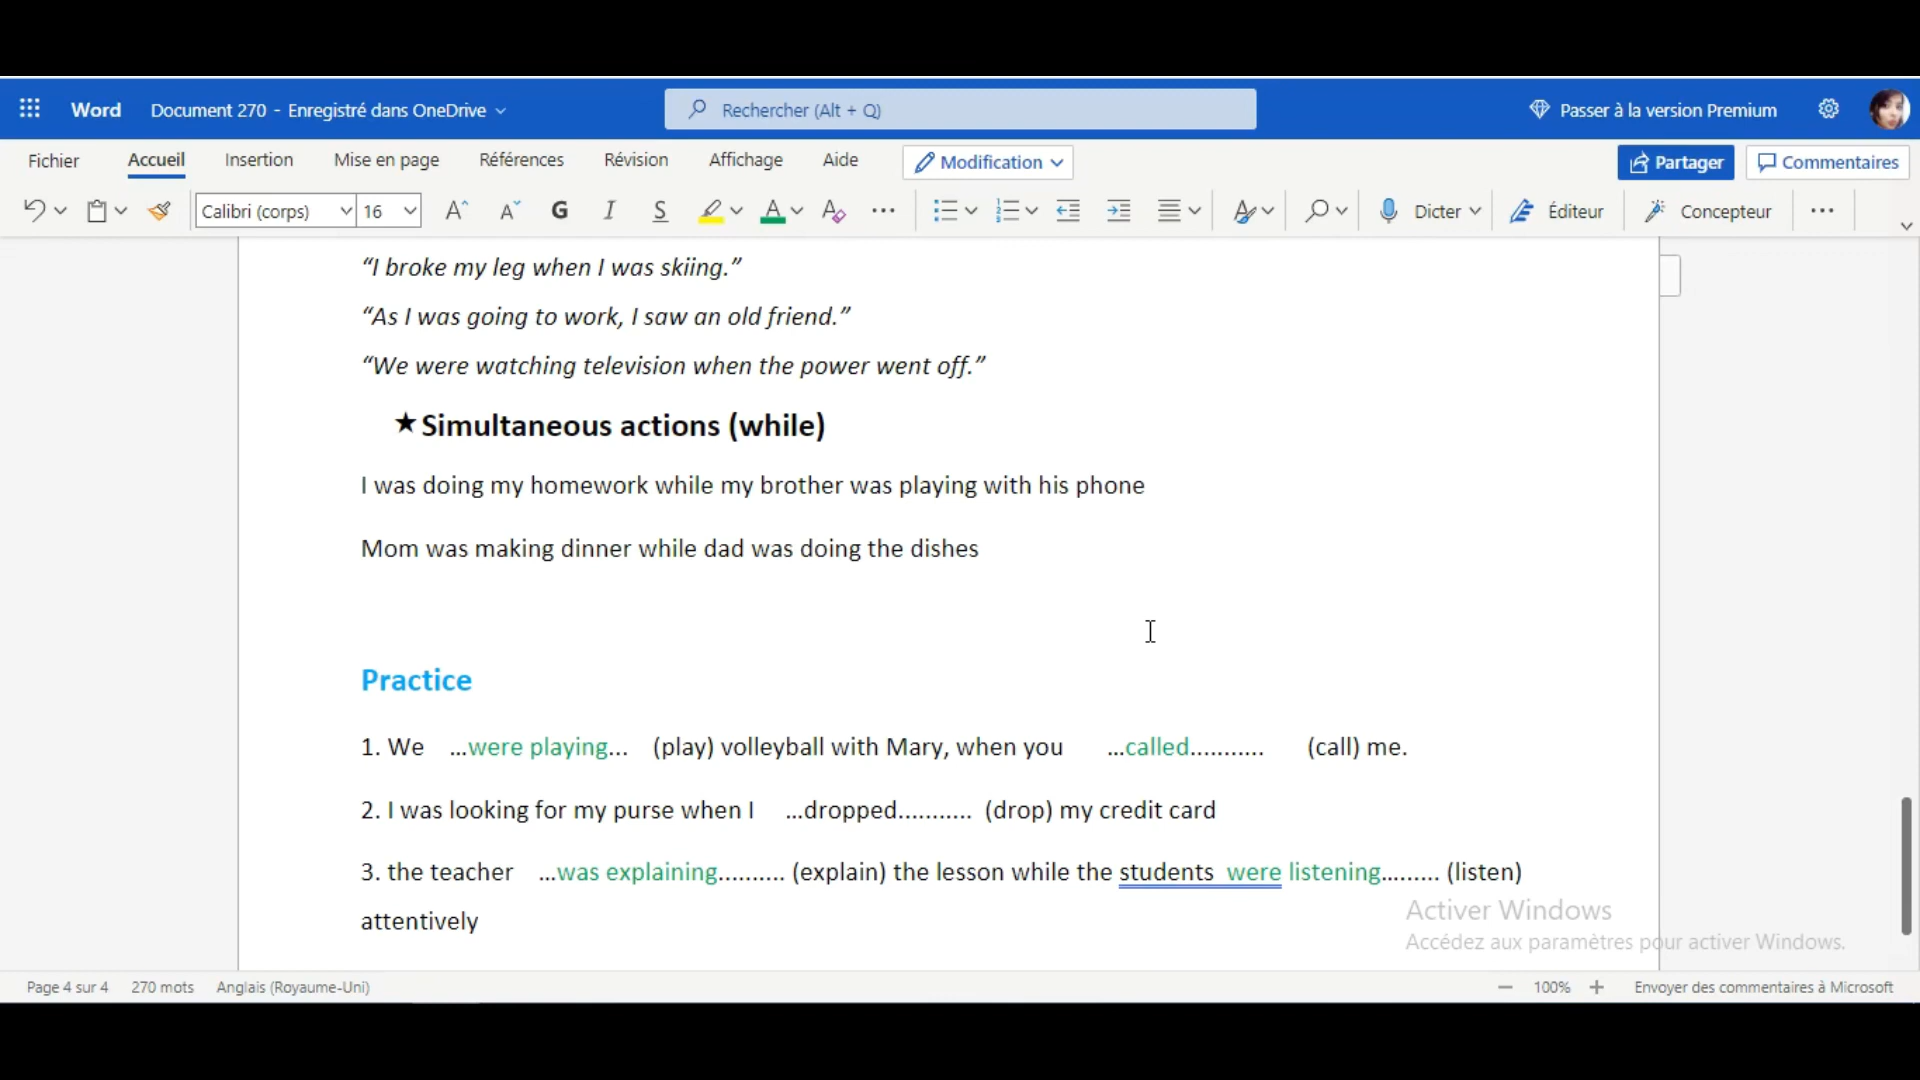 Word Document 270 - Enregistré dans OneDrive Rechercher (Alt + Q) Passer à la version Premium
Fichier Accueil Insertion Mise en page Références Révision Affichage Aide Modification Partager Commentaires
Calibri (corps) 16 A A G I S A A Dicter Éditeur Concepteur
“I broke my leg when I was skiing.”
“As I was going to work, I saw an old friend.”
“We were watching television when the power went off.”
★ Simultaneous actions (while)
I was doing my homework while my brother was playing with his phone
Mom was making dinner while dad was doing the dishes
Practice
1. We ...were playing... (play) volleyball with Mary, when you ...called........... (call) me.
2. I was looking for my purse when I ...dropped........... (drop) my credit card
3. the teacher ...was explaining.......... (explain) the lesson while the students were listening......... (listen)
attentively
Activer Windows
Accédez aux paramètres pour activer Windows.
Page 4 sur 4 270 mots Anglais (Royaume-Uni) 100% Envoyer des commentaires à Microsoft